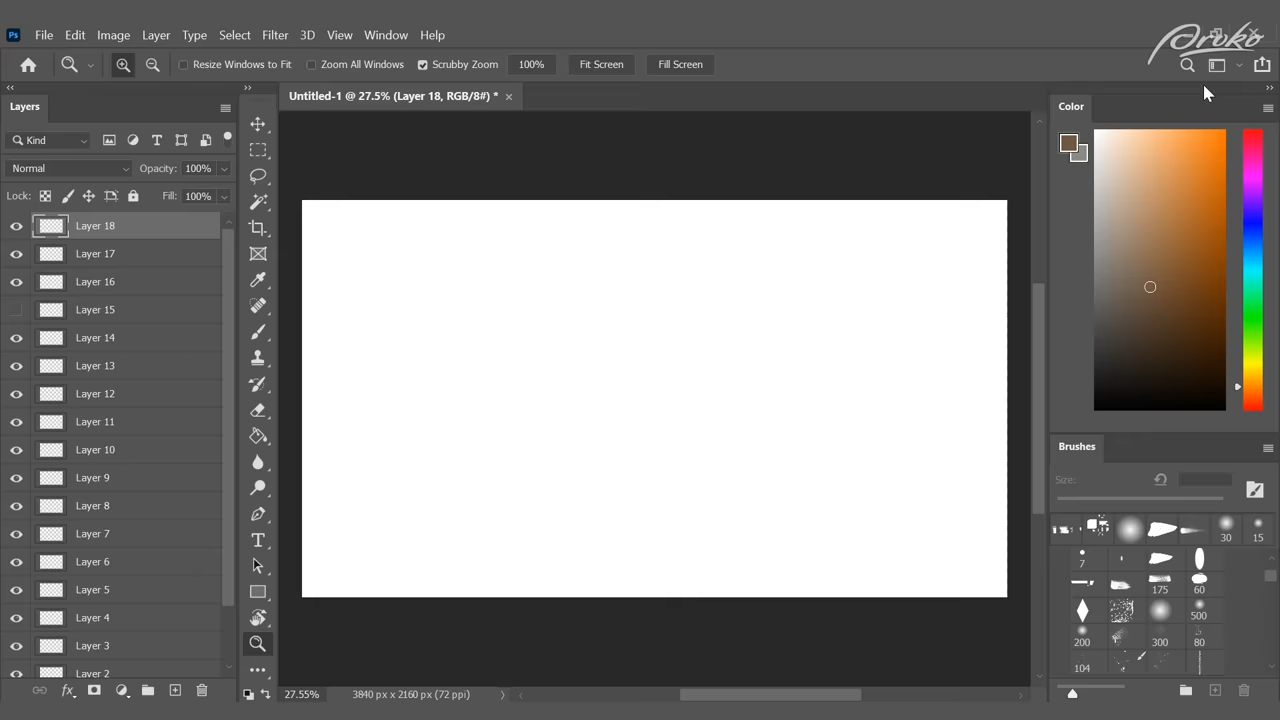 Proko
Ps File Edit Image Layer Type Select Filter 3D View Window Help
Resize Windows to Fit Zoom All Windows Scrubby Zoom 100% Fit Screen Fill Screen
Layers
Untitled-1 @ 27.5% (Layer 18, RGB/8#) *
Color
Kind
Normal Opacity: 100%
Lock: Fill: 100%
Layer 18
Layer 17
Layer 16
Layer 15
Layer 14
Layer 13
Layer 12
Layer 11
Layer 10
Layer 9
Layer 8
Layer 7
Layer 6
Layer 5
Layer 4
Layer 3
Layer 2
Brushes
Size:
30 15
7
175 60
500
200 300 80
104
27.55% 3840 px x 2160 px (72 ppi)
fx